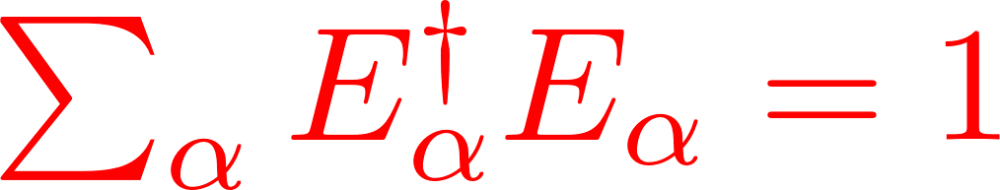 ∑_α E_α^† E_α = 1